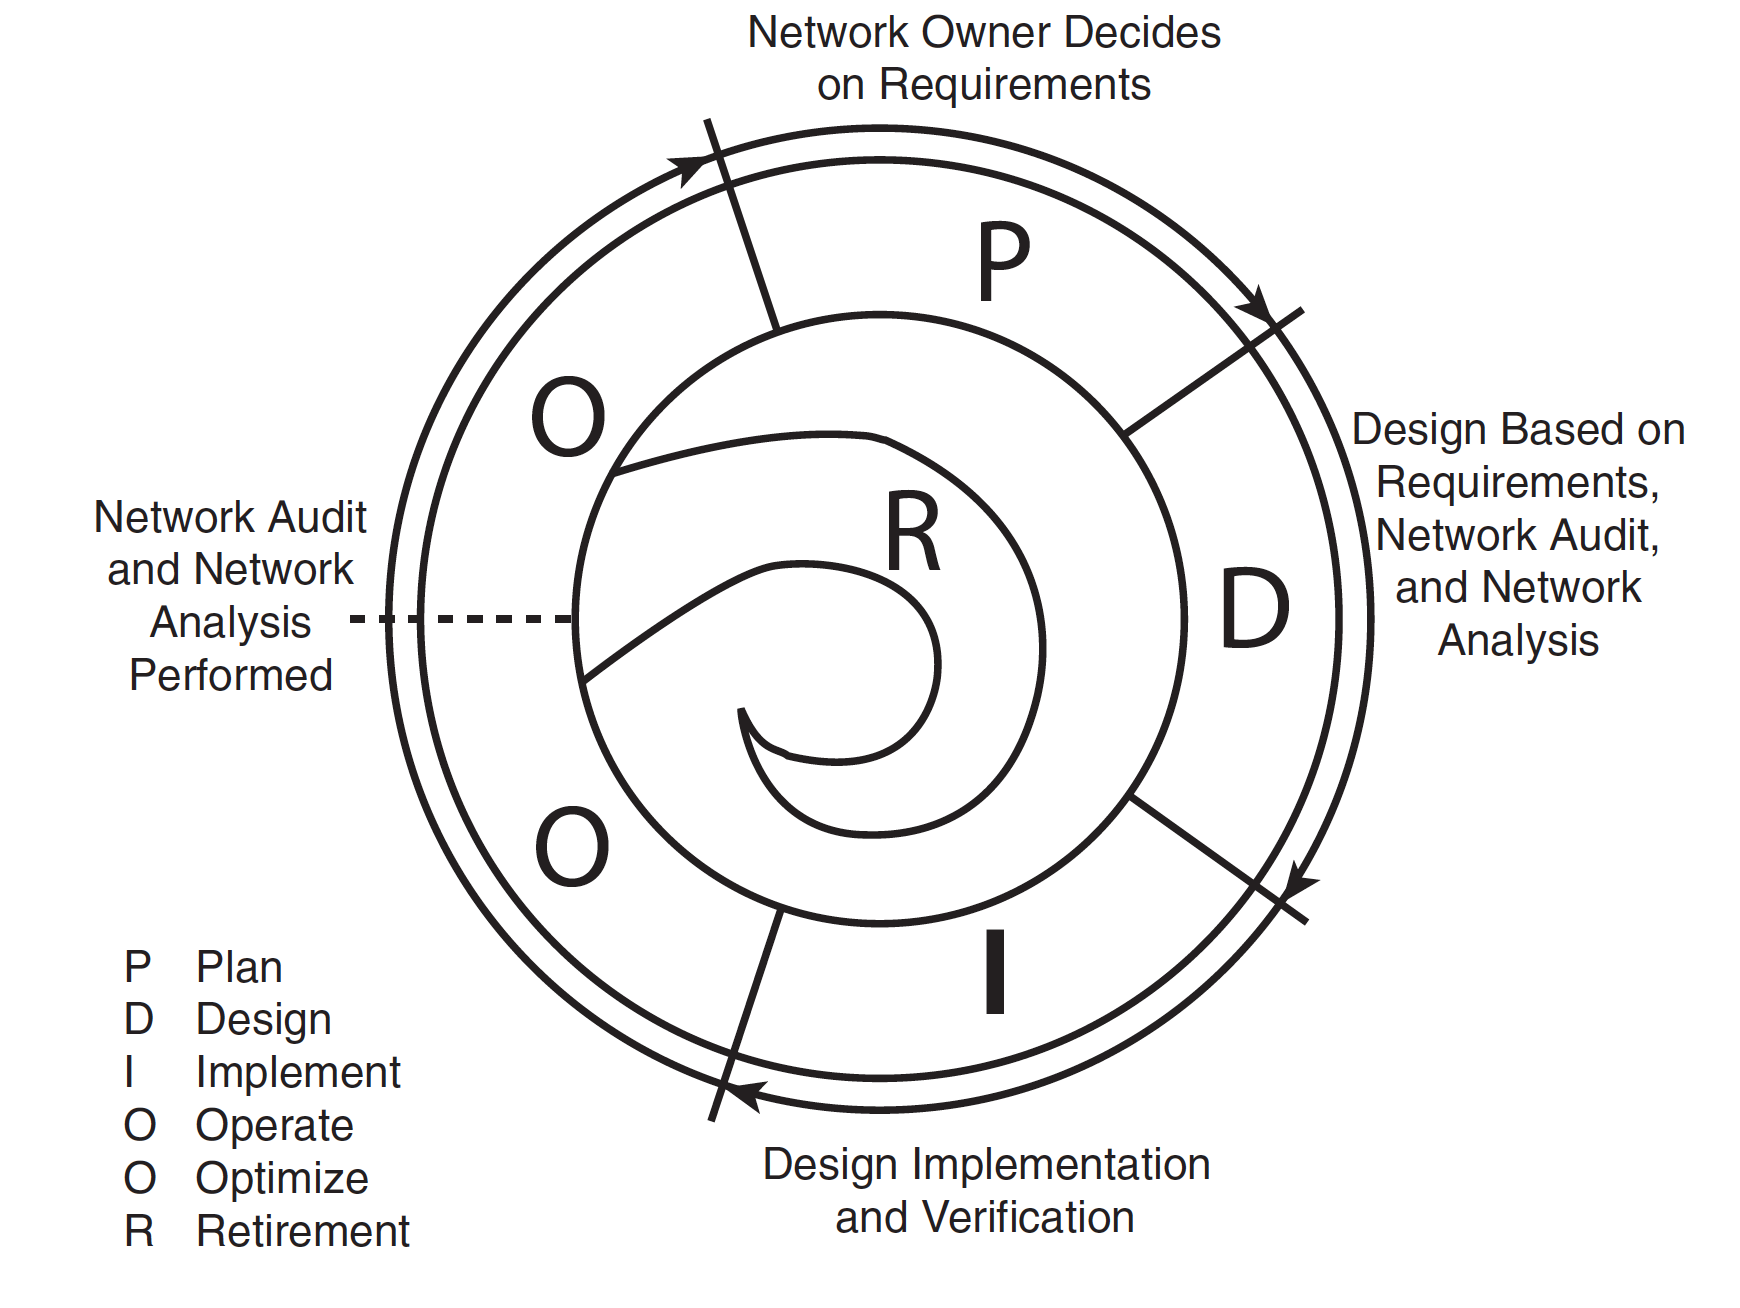 Network Owner Decides
on Requirements
P
O
Design Based on
Requirements,
Network Audit,
and Network
Analysis
R
Network Audit
and Network
Analysis
Performed
D
O
I
P Plan
D Design
I Implement
O Operate
O Optimize
R Retirement
Design Implementation
and Verification